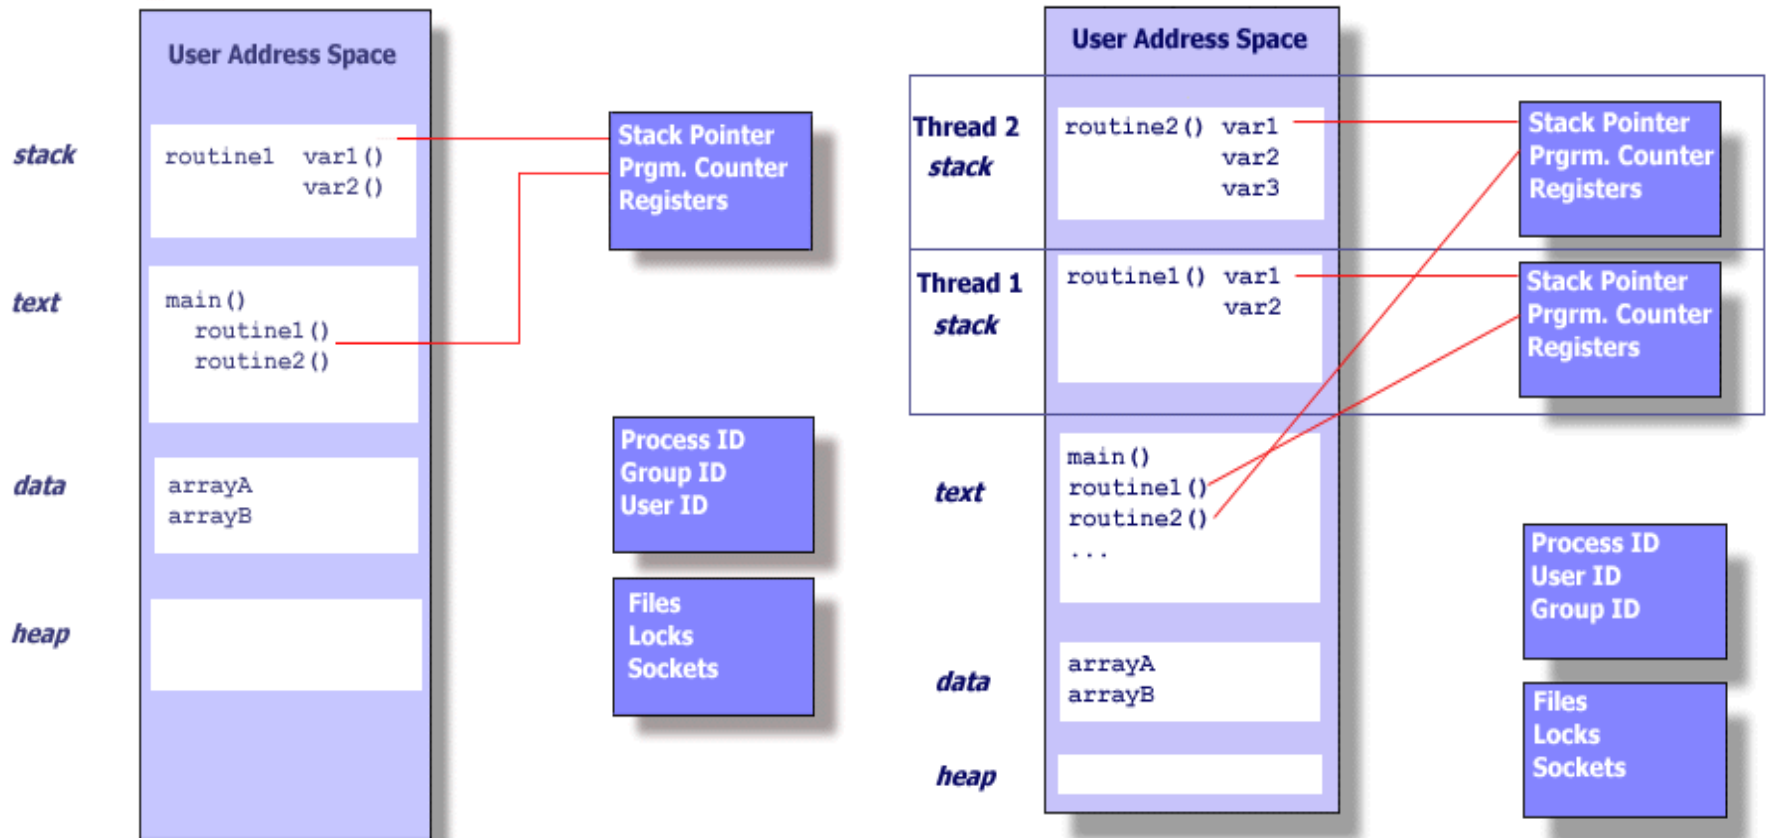 User Address Space
stack
routine1 var1()
var2()
Stack Pointer
Prgm. Counter
Registers
text
main()
routine1()
routine2()
Process ID
Group ID
User ID
data
arrayA
arrayB
Files
Locks
Sockets
heap
User Address Space
Thread 2
stack
routine2() var1
var2
var3
Stack Pointer
Prgrm. Counter
Registers
Thread 1
stack
routine1() var1
var2
Stack Pointer
Prgrm. Counter
Registers
text
main()
routine1()
routine2()
...
Process ID
User ID
Group ID
data
arrayA
arrayB
Files
Locks
Sockets
heap